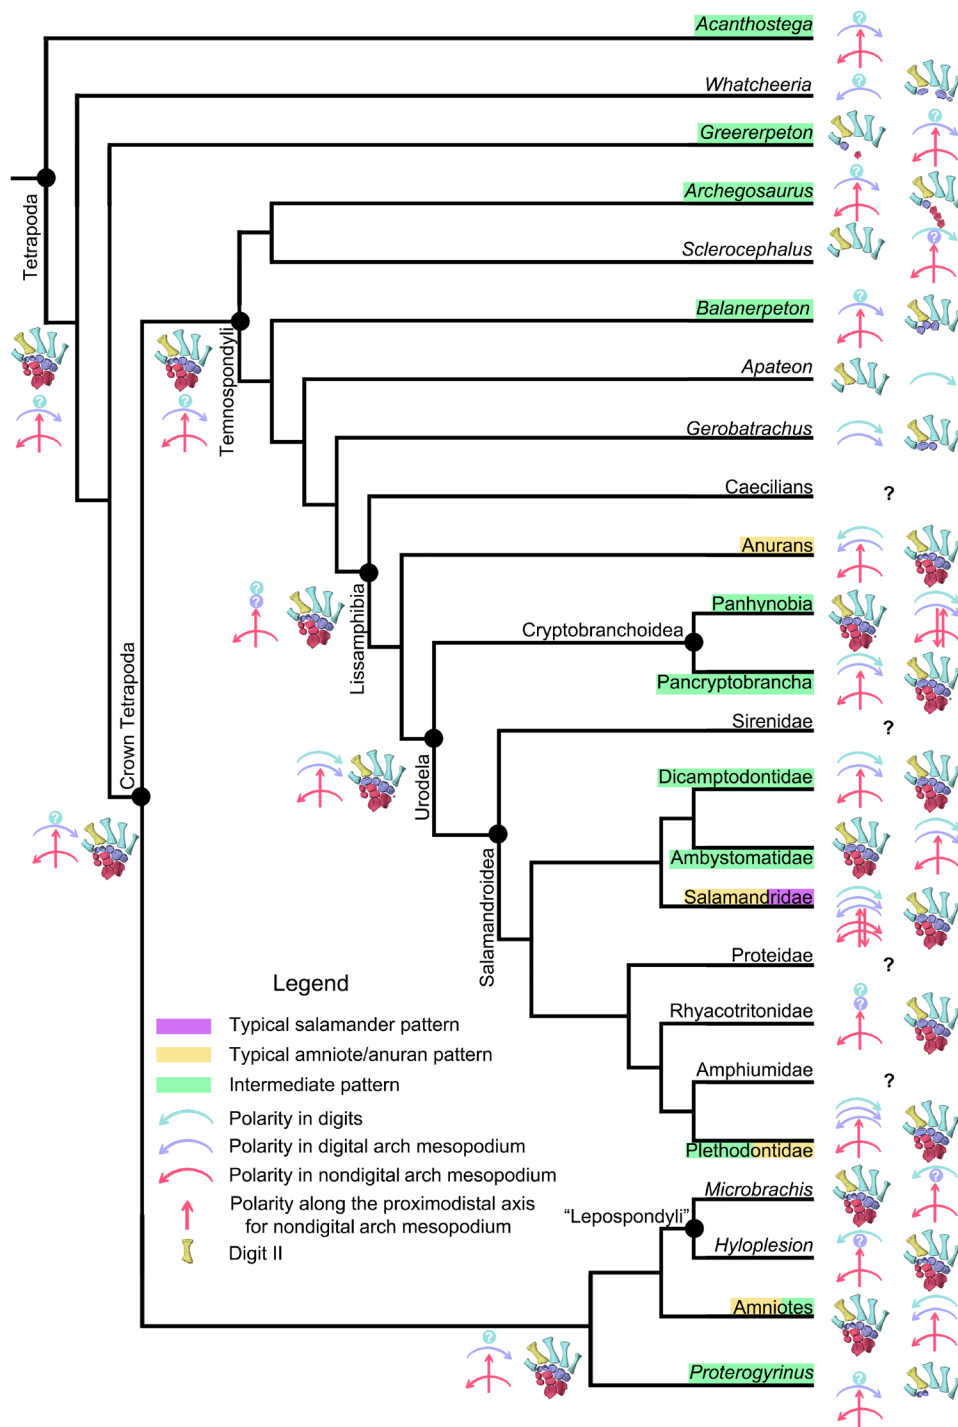 Acanthostega
?
Whatcheeria
?
Greererpeton
?
Archegosaurus
?
Sclerocephalus
?
Balanerpeton
?
Apateon
Gerobatrachus
Caecilians
?
Anurans
Panhynobia
Cryptobranchoidea
Pancryptobrancha
Sirenidae
?
Dicamptodontidae
Ambystomatidae
Salamandridae
Proteidae
?
Rhyacotritonidae
?
?
Amphiumidae
?
Plethodontidae
Microbrachis
?
"Lepospondyli"
Hyloplesion
?
Amniotes
Proterogyrinus
?
Tetrapoda
?
Temnospondyli
?
Lissamphibia
?
?
Urodela
Crown Tetrapoda
?
Salamandroidea
?
Legend
Typical salamander pattern
Typical amniote/anuran pattern
Intermediate pattern
Polarity in digits
Polarity in digital arch mesopodium
Polarity in nondigital arch mesopodium
Polarity along the proximodistal axis
for nondigital arch mesopodium
Digit II